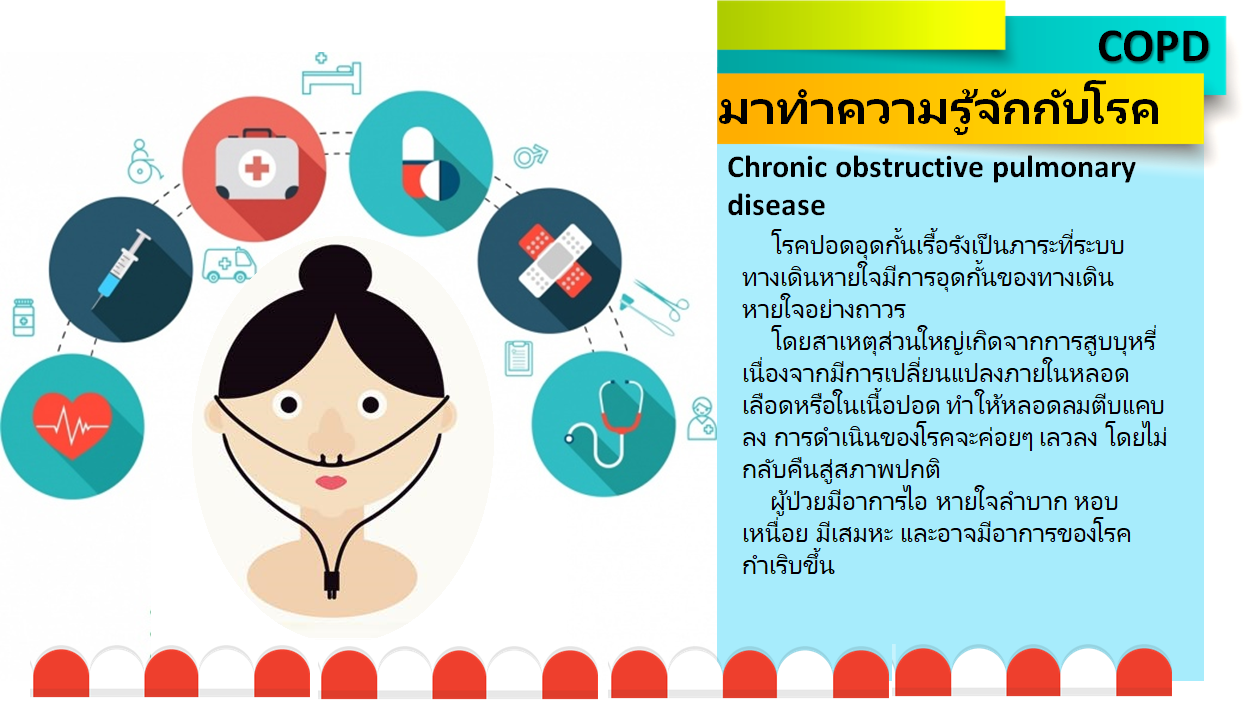 COPD
มาทำความรู้จักกับโรค
Chronic obstructive pulmonary
disease
โรคปอดอุดกั้นเรื้อรังเป็นภาระที่ระบบ
ทางเดินหายใจมีการอุดกั้นของทางเดิน
หายใจอย่างถาวร
โดยสาเหตุส่วนใหญ่เกิดจากการสูบบุหรี่
เนื่องจากมีการเปลี่ยนแปลงภายในหลอด
เลือดหรือในเนื้อปอด ทำให้หลอดลมตีบแคบ
ลง การดำเนินของโรคจะค่อยๆ เลวลง โดยไม่
กลับคืนสู่สภาพปกติ
ผู้ป่วยมีอาการไอ หายใจลำบาก หอบ
เหนื่อย มีเสมหะ และอาจมีอาการของโรค
กำเริบขึ้น